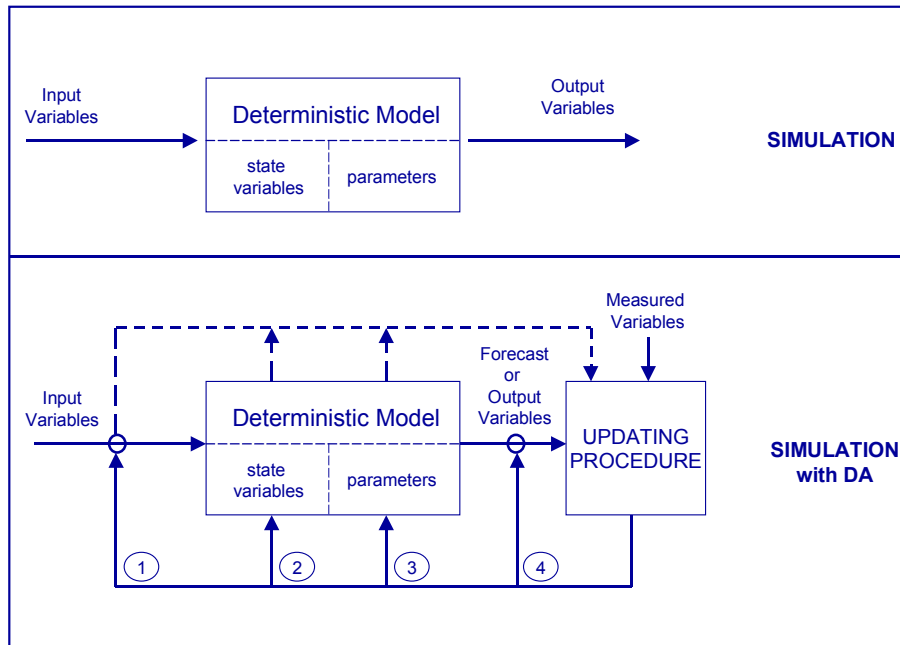 Input
Variables
Deterministic Model
state
variables
parameters
Output
Variables
SIMULATION
Measured
Variables
Input
Variables
Deterministic Model
state
variables
parameters
Forecast
or
Output
Variables
UPDATING
PROCEDURE
SIMULATION
with DA
1
2
3
4